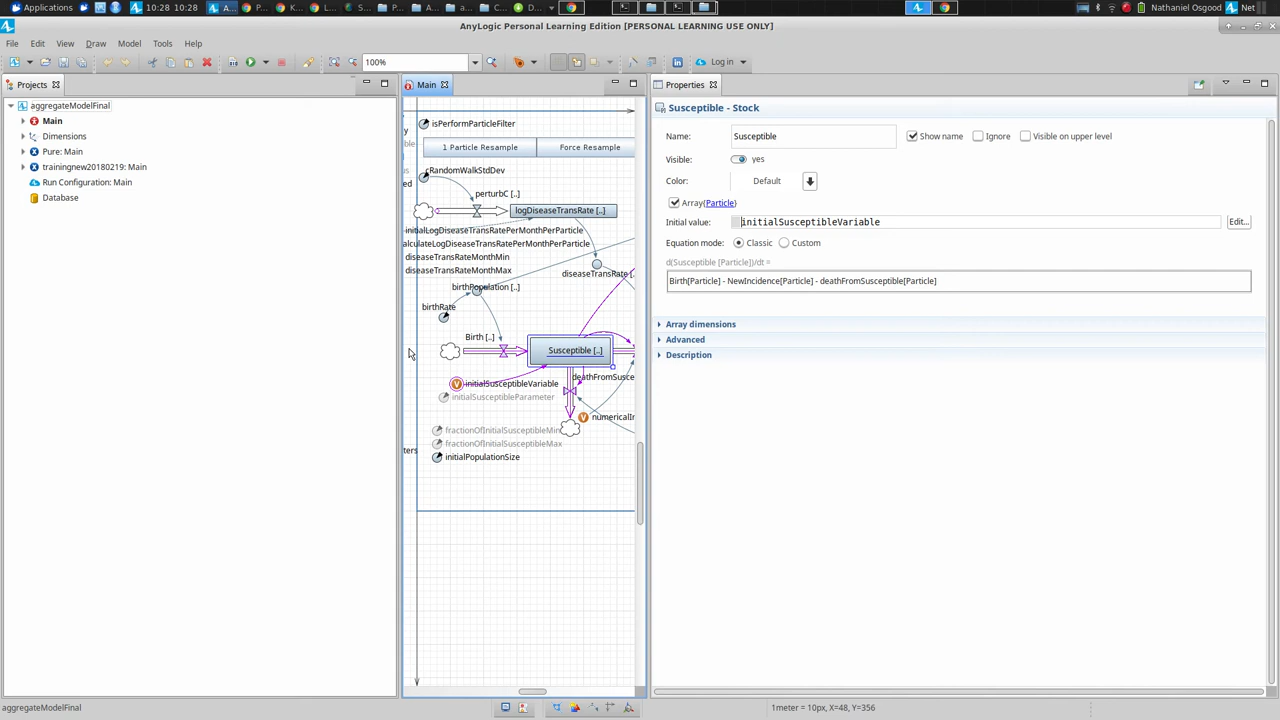 Applications
10:28 10:28
Nathaniel Osgood
Net
AnyLogic Personal Learning Edition [PERSONAL LEARNING USE ONLY]
File Edit View Draw Model Tools Help
100%
Log in
Projects
Main
Properties
aggregateModelFinal
Main
Dimensions
Pure: Main
trainingnew20180219: Main
Run Configuration: Main
Database
isPerformParticleFilter
1 Particle Resample
Force Resample
cRandomWalkStdDev
perturbC [..]
logDiseaseTransRate [..]
initialLogDiseaseTransRatePerMonthPerParticle
alculateLogDiseaseTransRatePerMonthPerParticle
diseaseTransRateMonthMin
diseaseTransRateMonthMax
diseaseTransRate [.
birthPopulation [..]
birthRate
Birth [..]
Susceptible [..]
initialSusceptibleVariable
deathFromSusce
initialSusceptibleParameter
numericalIn
fractionOfInitialSusceptibleMin
fractionOfInitialSusceptibleMax
ters
initialPopulationSize
Susceptible - Stock
Name: Susceptible
Show name
Ignore
Visible on upper level
Visible: yes
Color: Default
Array(Particle)
Initial value: initialSusceptibleVariable
Edit...
Equation mode: Classic Custom
d(Susceptible [Particle])/dt =
Birth[Particle] - NewIncidence[Particle] - deathFromSusceptible[Particle]
Array dimensions
Advanced
Description
aggregateModelFinal
1meter = 10px, X=48, Y=356